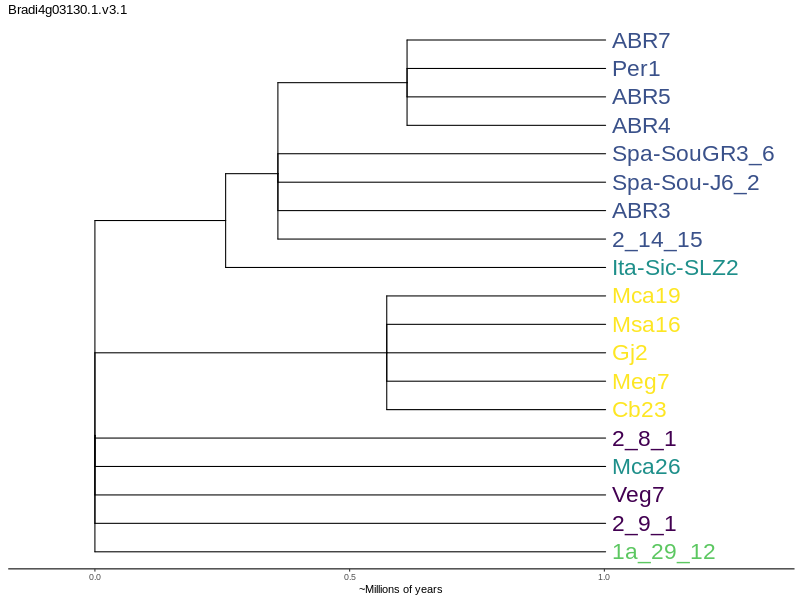 Bradi4g03130.1.v3.1
ABR7
Per1
ABR5
ABR4
Spa-SouGR3_6
Spa-Sou-J6_2
ABR3
2_14_15
Ita-Sic-SLZ2
Mca19
Msa16
Gj2
Meg7
Cb23
2_8_1
Mca26
Veg7
2_9_1
1a_29_12
0.0 0.5 1.0
~Millions of years